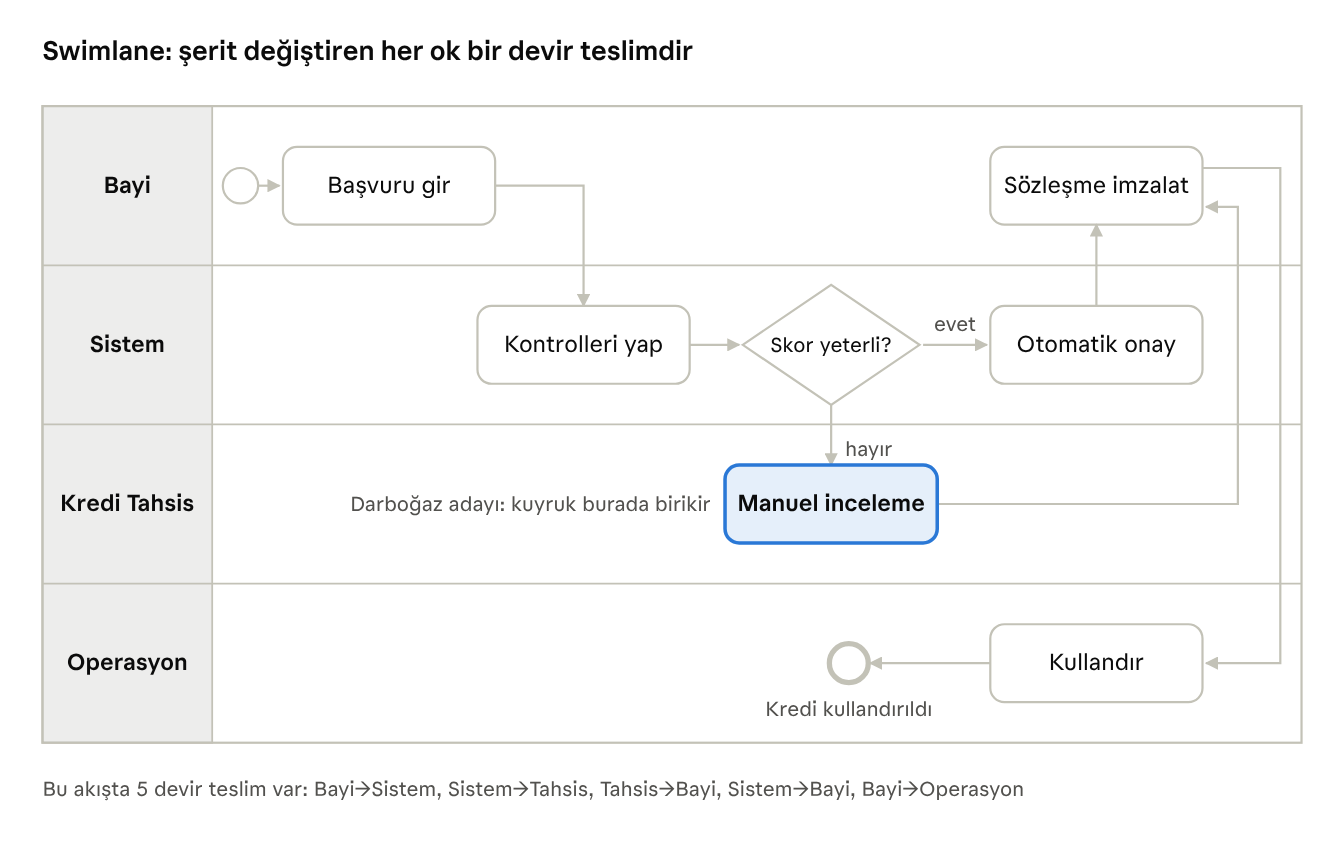 Swimlane: şerit değiştiren her ok bir devir teslimdir
Bayi
Başvuru gir
Sözleşme imzalat
Sistem
Kontrolleri yap
Skor yeterli?
evet
Otomatik onay
hayır
Kredi Tahsis
Darboğaz adayı: kuyruk burada birikir
Manuel inceleme
Operasyon
Kullandır
Kredi kullandırıldı
Bu akışta 5 devir teslim var: Bayi→Sistem, Sistem→Tahsis, Tahsis→Bayi, Sistem→Bayi, Bayi→Operasyon